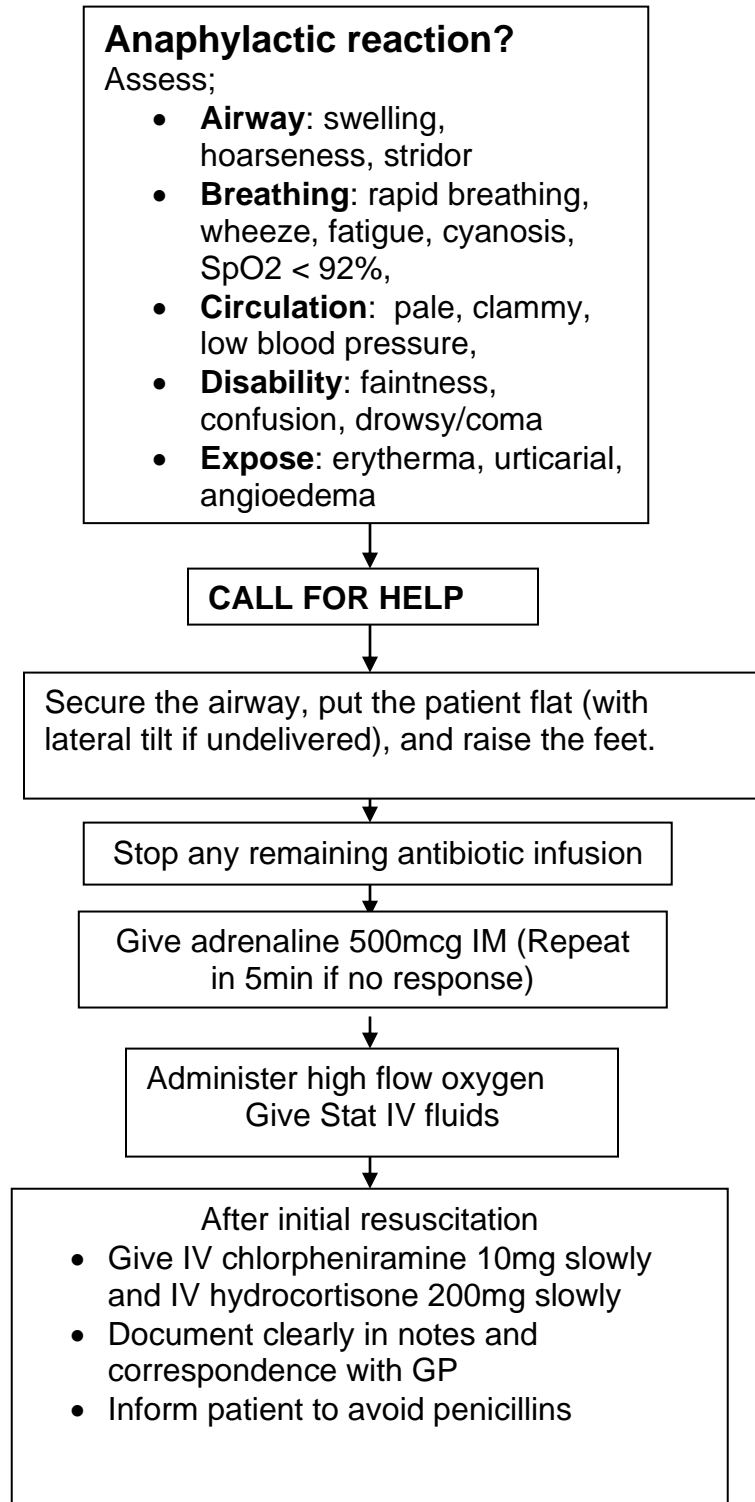 Anaphylactic reaction?
Assess;
• Airway: swelling,
hoarseness, stridor
• Breathing: rapid breathing,
wheeze, fatigue, cyanosis,
SpO2 < 92%,
• Circulation:  pale, clammy,
low blood pressure,
• Disability: faintness,
confusion, drowsy/coma
• Expose: erytherma, urticarial,
angioedema
CALL FOR HELP
Secure the airway, put the patient flat (with
lateral tilt if undelivered), and raise the feet.
Stop any remaining antibiotic infusion
Give adrenaline 500mcg IM (Repeat
in 5min if no response)
Administer high flow oxygen
Give Stat IV fluids
After initial resuscitation
• Give IV chlorpheniramine 10mg slowly
and IV hydrocortisone 200mg slowly
• Document clearly in notes and
correspondence with GP
• Inform patient to avoid penicillins